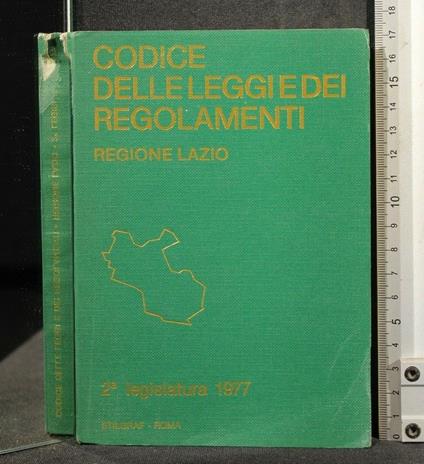 CODICE
DELLE LEGGI E DEI
REGOLAMENTI
REGIONE LAZIO
2ª legislatura 1977
STILGRAF - ROMA